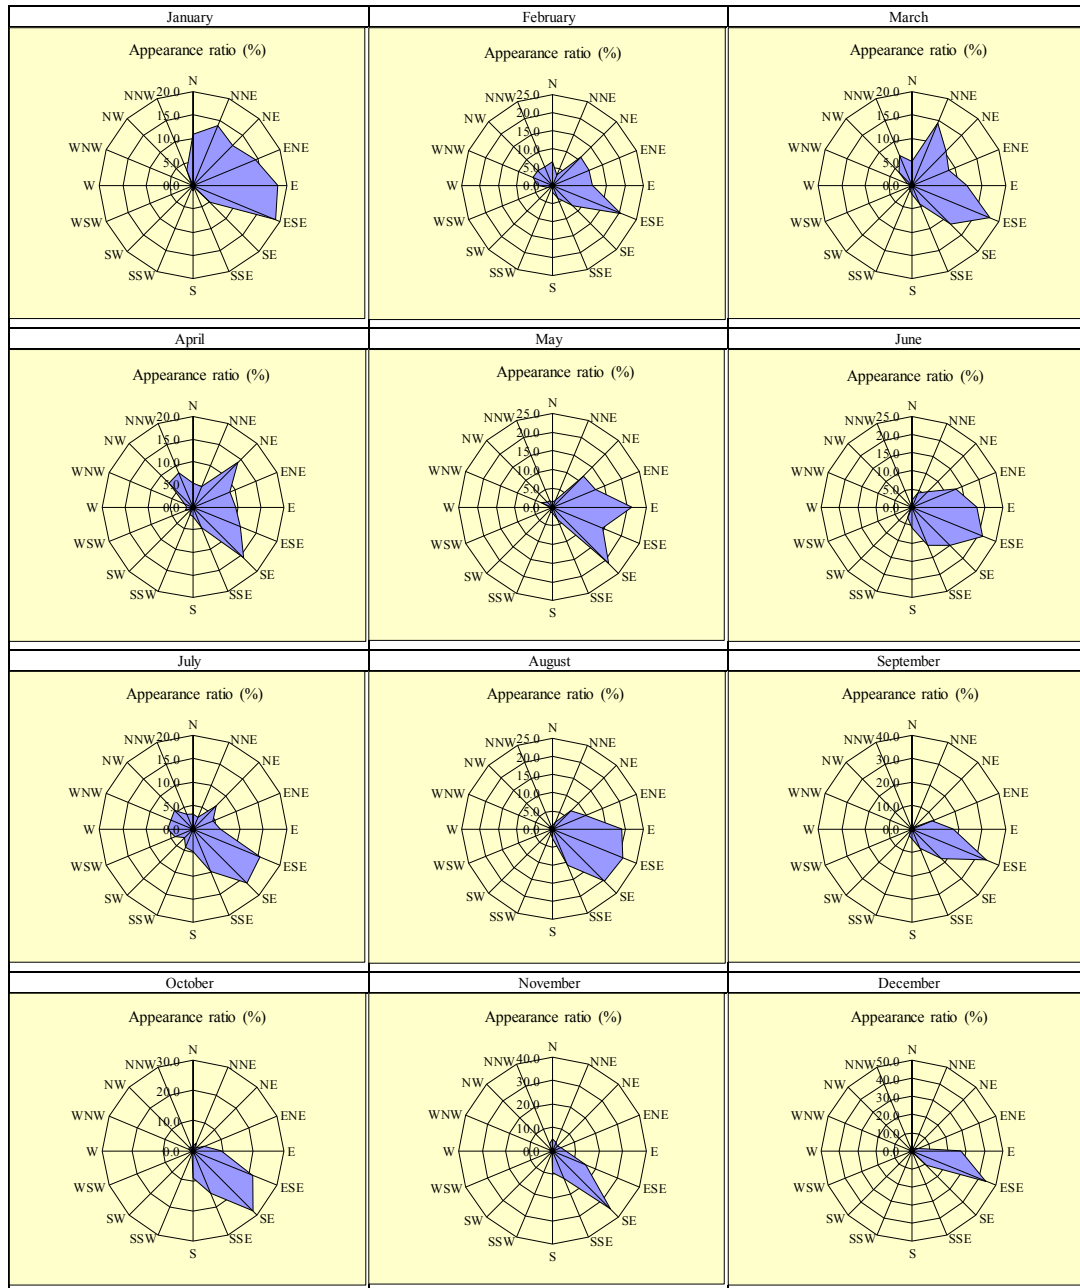 January February March
Appearance ratio (%) Appearance ratio (%) Appearance ratio (%)
N
NNE
NE
ENE
E
ESE
SE
SSE
S
SSW
SW
WSW
W
WNW
NW
NNW
20.0
15.0
10.0
5.0
0.0
N
NNE
NE
ENE
E
ESE
SE
SSE
S
SSW
SW
WSW
W
WNW
NW
NNW
25.0
20.0
15.0
10.0
5.0
0.0
N
NNE
NE
ENE
E
ESE
SE
SSE
S
SSW
SW
WSW
W
WNW
NW
NNW
20.0
15.0
10.0
5.0
0.0
April May June
Appearance ratio (%) Appearance ratio (%) Appearance ratio (%)
N
NNE
NE
ENE
E
ESE
SE
SSE
S
SSW
SW
WSW
W
WNW
NW
NNW
20.0
15.0
10.0
5.0
0.0
N
NNE
NE
ENE
E
ESE
SE
SSE
S
SSW
SW
WSW
W
WNW
NW
NNW
25.0
20.0
15.0
10.0
5.0
0.0
N
NNE
NE
ENE
E
ESE
SE
SSE
S
SSW
SW
WSW
W
WNW
NW
NNW
25.0
20.0
15.0
10.0
5.0
0.0
July August September
Appearance ratio (%) Appearance ratio (%) Appearance ratio (%)
N
NNE
NE
ENE
E
ESE
SE
SSE
S
SSW
SW
WSW
W
WNW
NW
NNW
20.0
15.0
10.0
5.0
0.0
N
NNE
NE
ENE
E
ESE
SE
SSE
S
SSW
SW
WSW
W
WNW
NW
NNW
25.0
20.0
15.0
10.0
5.0
0.0
N
NNE
NE
ENE
E
ESE
SE
SSE
S
SSW
SW
WSW
W
WNW
NW
NNW
40.0
30.0
20.0
10.0
0.0
October November December
Appearance ratio (%) Appearance ratio (%) Appearance ratio (%)
N
NNE
NE
ENE
E
ESE
SE
SSE
S
SSW
SW
WSW
W
WNW
NW
NNW
30.0
20.0
10.0
0.0
N
NNE
NE
ENE
E
ESE
SE
SSE
S
SSW
SW
WSW
W
WNW
NW
NNW
40.0
30.0
20.0
10.0
0.0
N
NNE
NE
ENE
E
ESE
SE
SSE
S
SSW
SW
WSW
W
WNW
NW
NNW
50.0
40.0
30.0
20.0
10.0
0.0